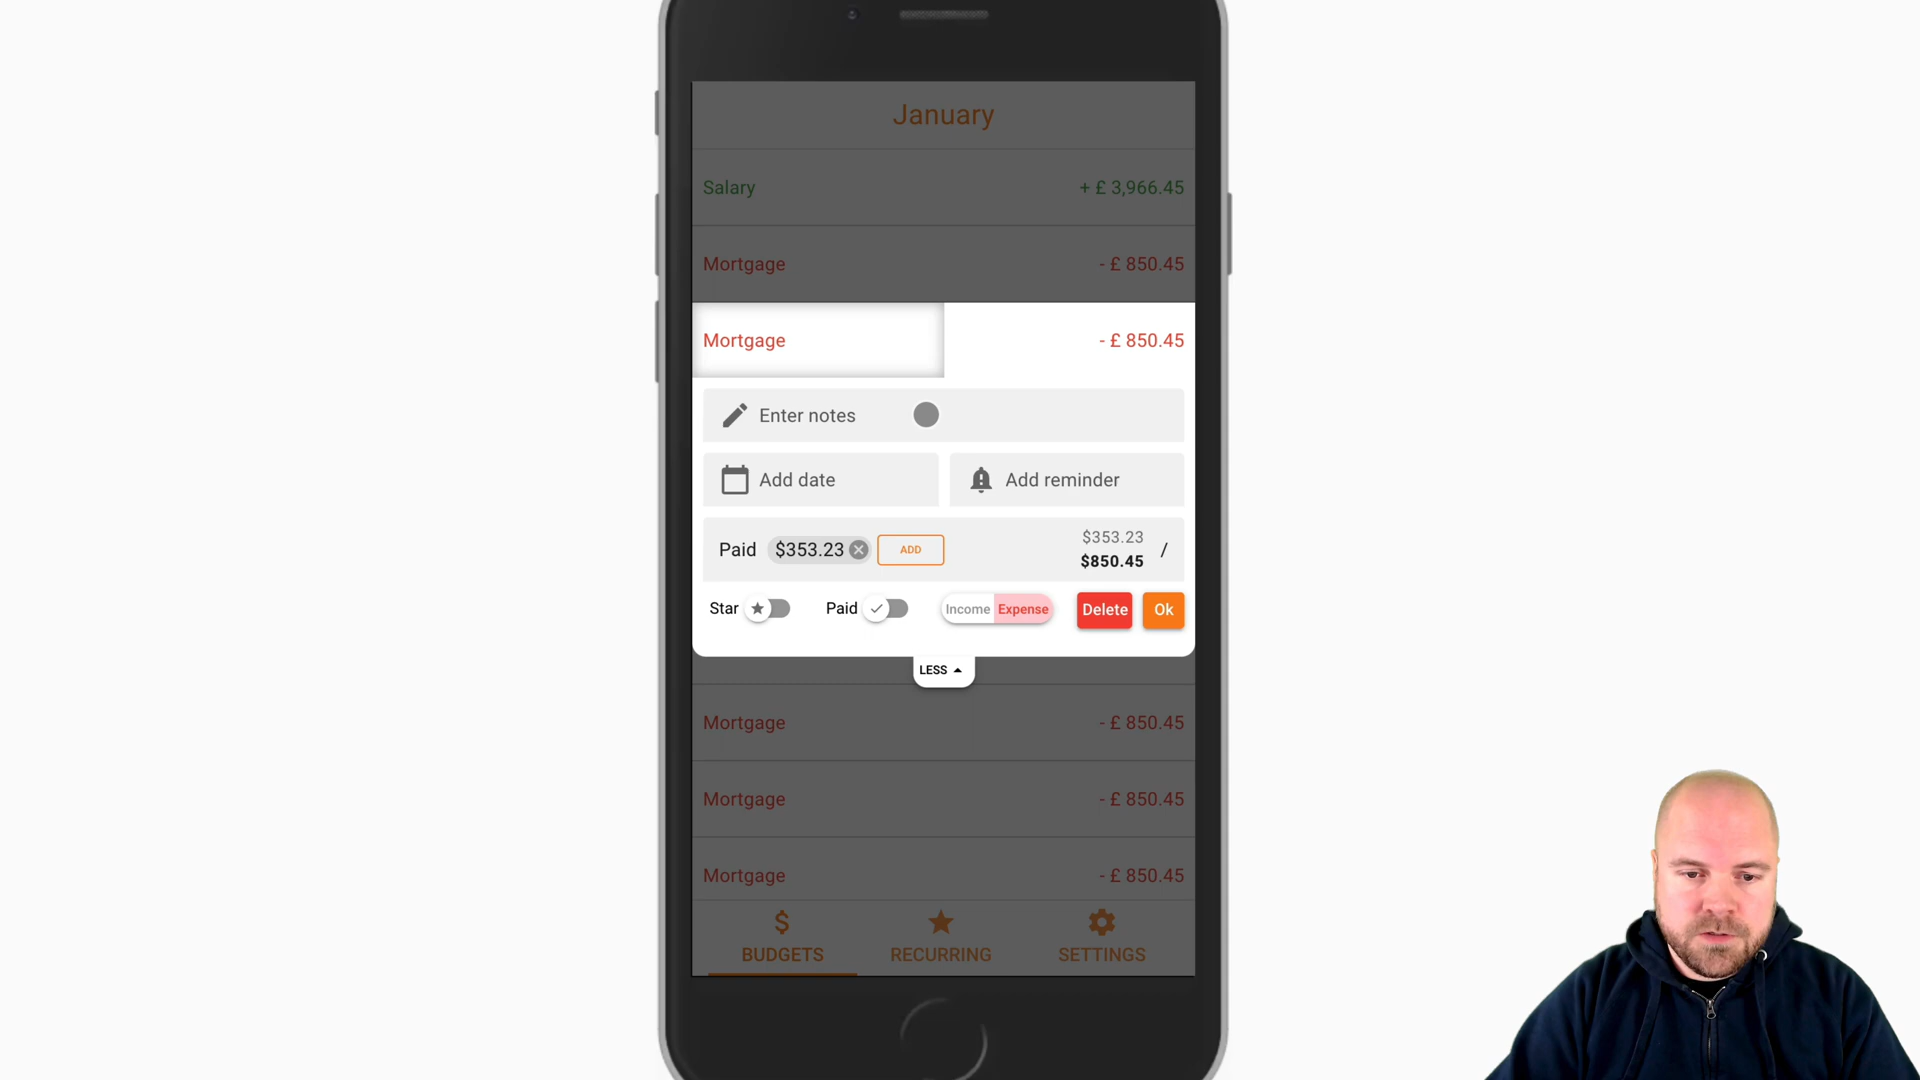 January
Salary + £ 3,966.45
Mortgage - £ 850.45
Mortgage - £ 850.45
Enter notes
Add date Add reminder
Paid $353.23 ADD $353.23 /
$850.45
Star Paid Income Expense Delete Ok
LESS
Mortgage - £ 850.45
Mortgage - £ 850.45
Mortgage - £ 850.45
$
BUDGETS RECURRING SETTINGS